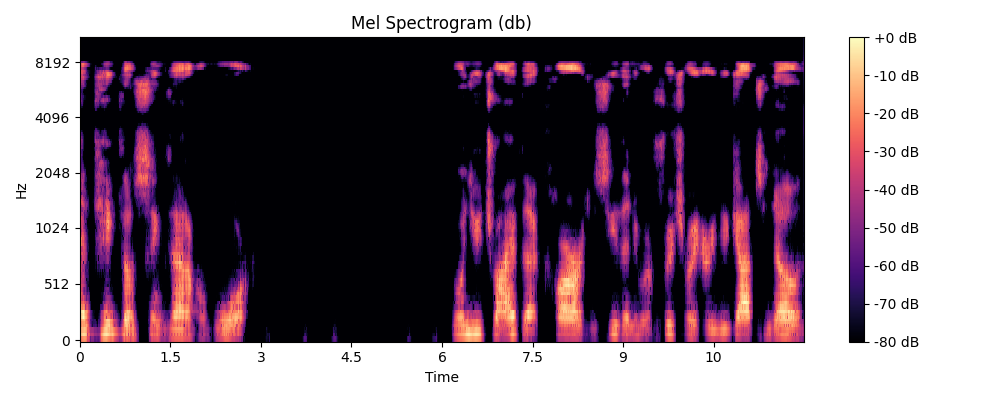 Mel Spectrogram (db)
8192
4096
2048
1024
512
0
Hz
0 1.5 3 4.5 6 7.5 9 10
Time
+0 dB
-10 dB
-20 dB
-30 dB
-40 dB
-50 dB
-60 dB
-70 dB
-80 dB